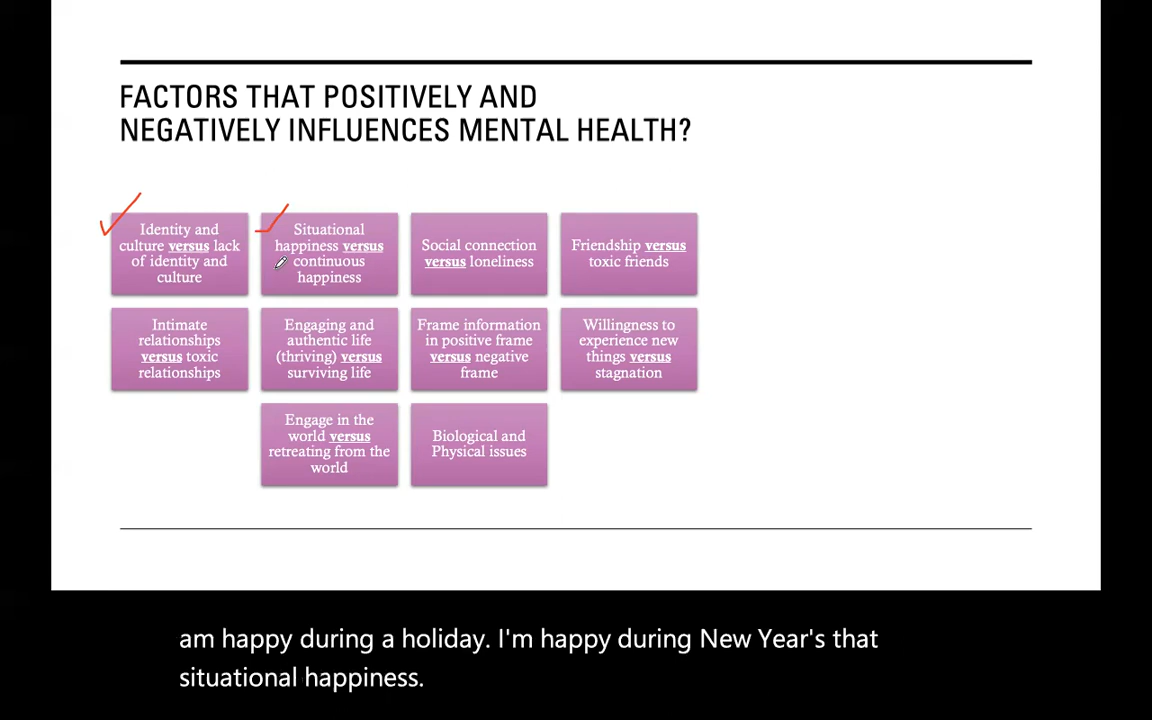 FACTORS THAT POSITIVELY AND
NEGATIVELY INFLUENCES MENTAL HEALTH?
Identity and
culture versus lack
of identity and
culture
Situational
happiness versus
continuous
happiness
Social connection
versus loneliness
Friendship versus
toxic friends
Intimate
relationships
versus toxic
relationships
Engaging and
authentic life
(thriving) versus
surviving life
Frame information
in positive frame
versus negative
frame
Willingness to
experience new
things versus
stagnation
Engage in the
world versus
retreating from the
world
Biological and
Physical issues
am happy during a holiday. I'm happy during New Year's that
situational happiness.